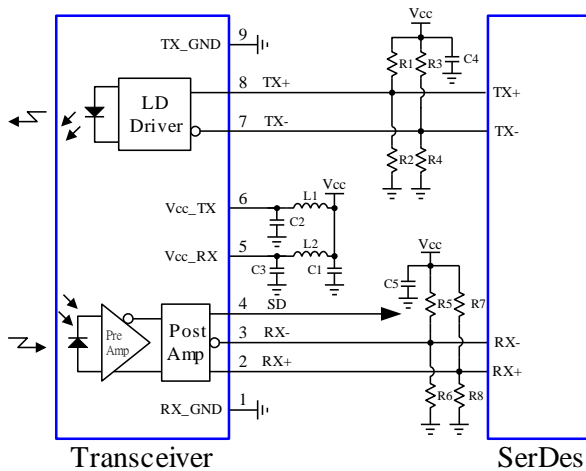 Vcc
TX_GND 9
R1 R3 C4
LD Driver
8 TX+ TX+
7 TX- TX-
R2 R4
Vcc_TX 6 L1 Vcc
C2
Vcc_RX 5 L2
C3 C1
Vcc
C5 R5 R7
4 SD
Pre Amp
Post Amp
3 RX- RX-
2 RX+ RX+
R6 R8
RX_GND 1
Transceiver SerDes